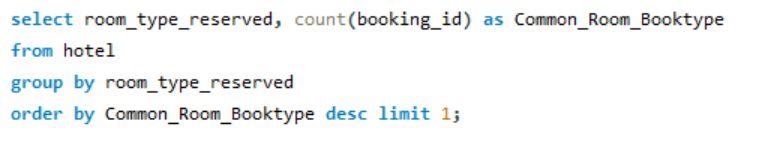 select room_type_reserved, count(booking_id) as Common_Room_Booktype
from hotel
group by room_type_reserved
order by Common_Room_Booktype desc limit 1;